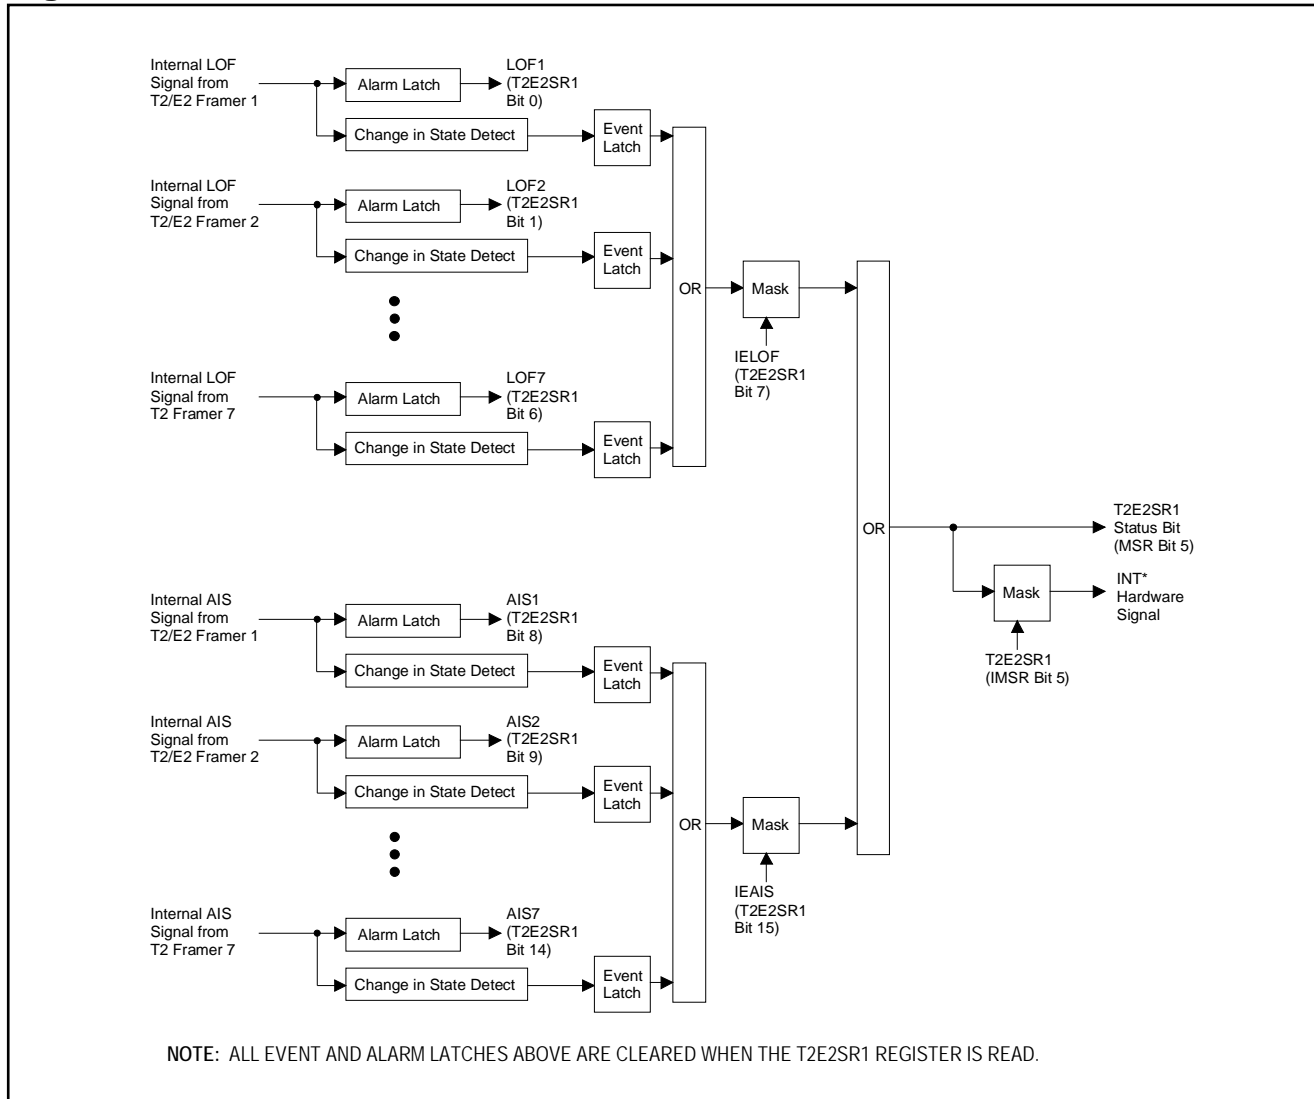 Internal LOF
Signal from
T2/E2 Framer 1
Alarm Latch
LOF1
(T2E2SR1
Bit 0)
Change in State Detect
Event
Latch
Internal LOF
Signal from
T2/E2 Framer 2
Alarm Latch
LOF2
(T2E2SR1
Bit 1)
Change in State Detect
Event
Latch
OR
Mask
IELOF
(T2E2SR1
Bit 7)
Internal LOF
Signal from
T2 Framer 7
Alarm Latch
LOF7
(T2E2SR1
Bit 6)
Change in State Detect
Event
Latch
OR
T2E2SR1
Status Bit
(MSR Bit 5)
Mask
INT*
Hardware
Signal
T2E2SR1
(IMSR Bit 5)
Internal AIS
Signal from
T2/E2 Framer 1
Alarm Latch
AIS1
(T2E2SR1
Bit 8)
Change in State Detect
Event
Latch
Internal AIS
Signal from
T2/E2 Framer 2
Alarm Latch
AIS2
(T2E2SR1
Bit 9)
Change in State Detect
Event
Latch
OR
Mask
IEAIS
(T2E2SR1
Bit 15)
Internal AIS
Signal from
T2 Framer 7
Alarm Latch
AIS7
(T2E2SR1
Bit 14)
Change in State Detect
Event
Latch
NOTE: ALL EVENT AND ALARM LATCHES ABOVE ARE CLEARED WHEN THE T2E2SR1 REGISTER IS READ.